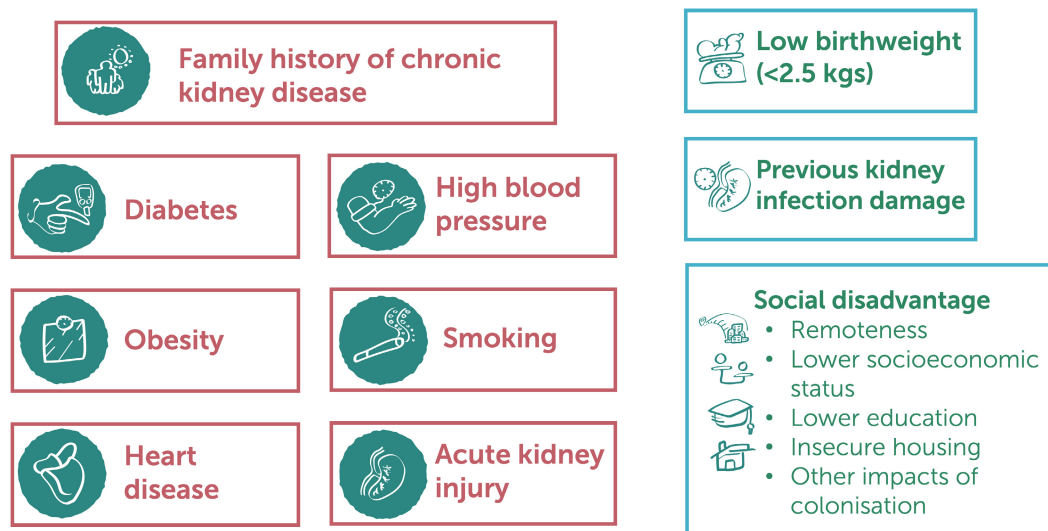 Family history of chronic
kidney disease
Diabetes
High blood
pressure
Obesity
Smoking
Heart
disease
Acute kidney
injury
Low birthweight
(<2.5 kgs)
Previous kidney
infection damage
Social disadvantage
• Remoteness
• Lower socioeconomic
status
• Lower education
• Insecure housing
• Other impacts of
colonisation